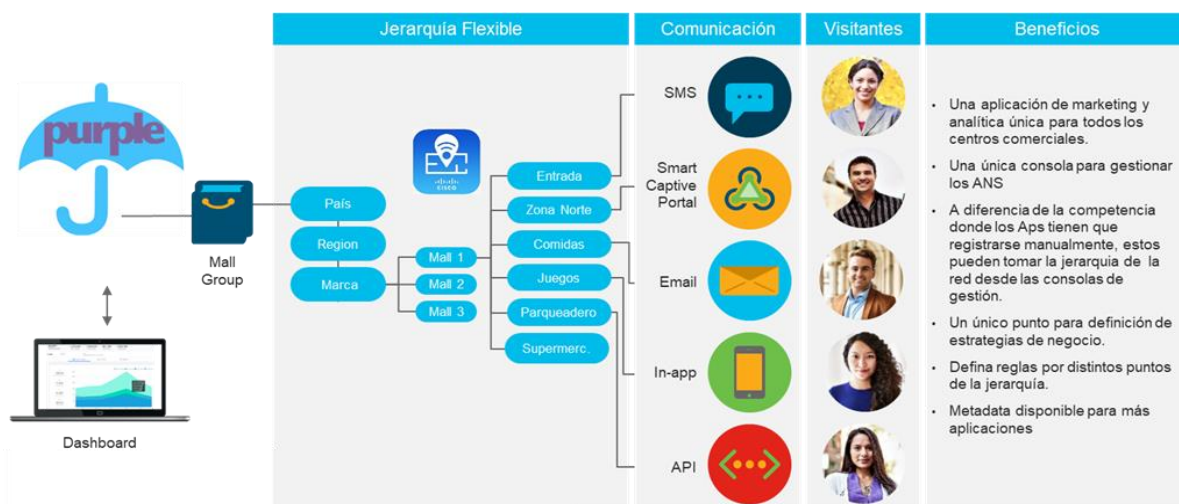 Jerarquía Flexible
Comunicación
Visitantes
Beneficios
purple
Mall
Group
Dashboard
País
Region
Marca
Mall 1
Mall 2
Mall 3
CISCO
Entrada
Zona Norte
Comidas
Juegos
Parqueadero
Supermerc.
SMS
Smart
Captive
Portal
Email
In-app
API
• Una aplicación de marketing y
analítica única para todos los
centros comerciales.
• Una única consola para gestionar
los ANS
• A diferencia de la competencia
donde los Aps tienen que
registrarse manualmente, estos
pueden tomar la jerarquia de la
red desde las consolas de
gestión.
• Un único punto para definición de
estrategias de negocio.
• Defina reglas por distintos puntos
de la jerarquía.
• Metadata disponible para más
aplicaciones